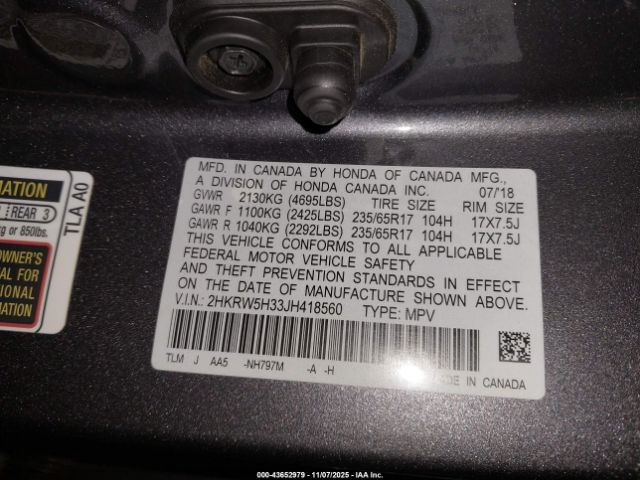 MFD. IN CANADA BY HONDA OF CANADA MFG.,
A DIVISION OF HONDA CANADA INC. 07/18
GVWR 2130KG (4695LBS) TIRE SIZE RIM SIZE
GAWR F 1100KG (2425LBS) 235/65R17 104H 17X7.5J
GAWR R 1040KG (2292LBS) 235/65R17 104H 17X7.5J
THIS VEHICLE CONFORMS TO ALL APPLICABLE
FEDERAL MOTOR VEHICLE SAFETY
AND THEFT PREVENTION STANDARDS IN EFFECT
ON THE DATE OF MANUFACTURE SHOWN ABOVE.
V.I.N.: 2HKRW5H33JH418560 TYPE: MPV
TLM J AA5 -NH797M -A -H
DE IN CANADA
MATION
REAR 3
kg or 850lbs.
OWNER'S
AL FOR
TIONAL
RMATION
TLA A0
000-43652979 | 11/07/2025 | IAA Inc.